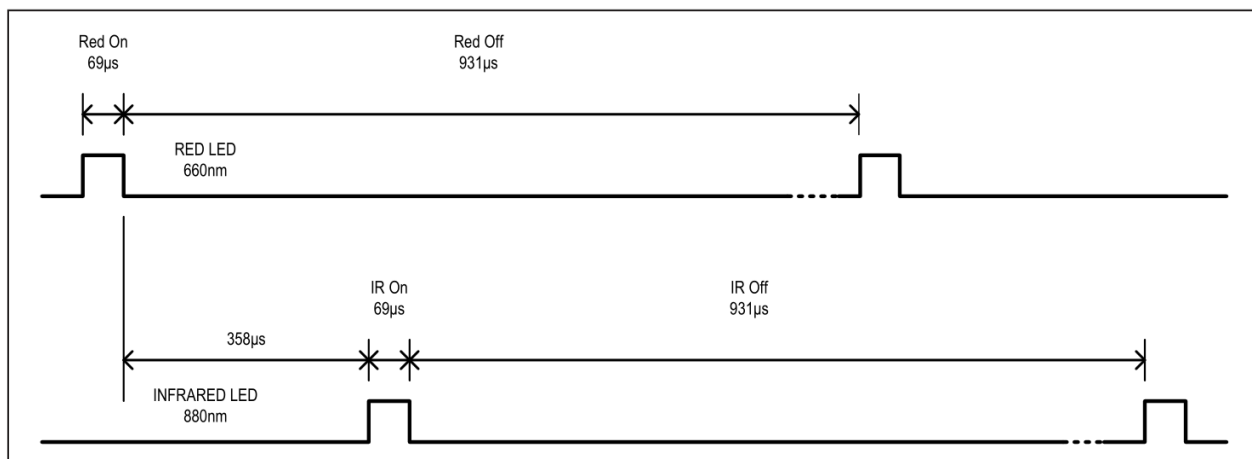 Red On
69µs
Red Off
931µs
RED LED
660nm
IR On
69µs
IR Off
931µs
358µs
INFRARED LED
880nm